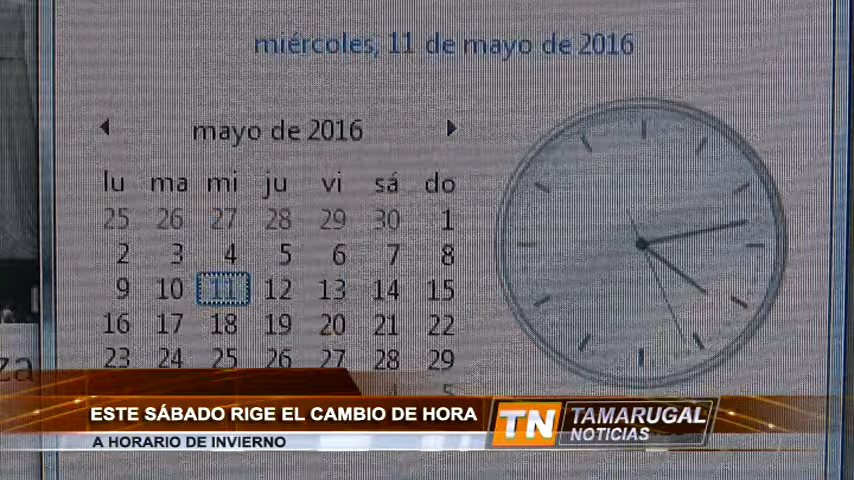 miércoles, 11 de mayo de 2016
mayo de 2016
lu ma mi ju vi sá do
25 26 27 28 29 30 1
2 3 4 5 6 7 8
9 10 11 12 13 14 15
16 17 18 19 20 21 22
23 24 25 26 27 28 29
za
ESTE SÁBADO RIGE EL CAMBIO DE HORA
A HORARIO DE INVIERNO
TN TAMARUGAL
NOTICIAS